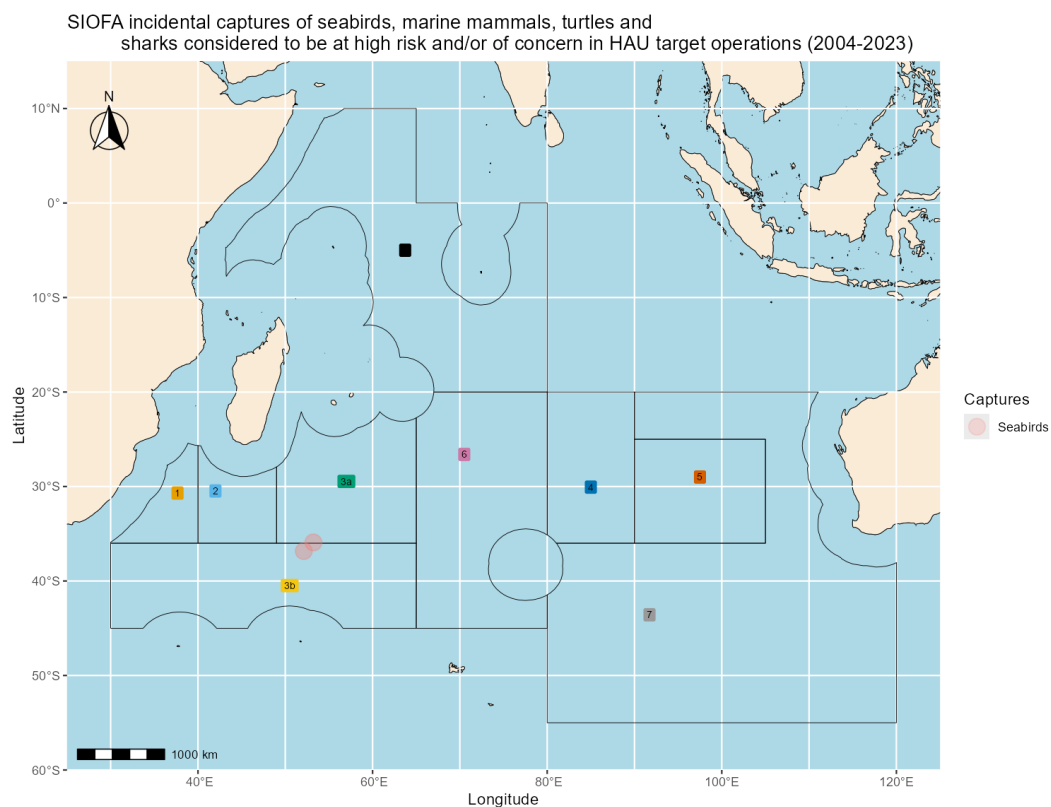 SIOFA incidental captures of seabirds, marine mammals, turtles and
sharks considered to be at high risk and/or of concern in HAU target operations (2004-2023)
N
10°N
0°
10°S
20°S
30°S
40°S
50°S
60°S
Latitude
1
2
3a
3b
4
5
6
7
1000 km
40°E
60°E
80°E
100°E
120°E
Longitude
Captures
Seabirds